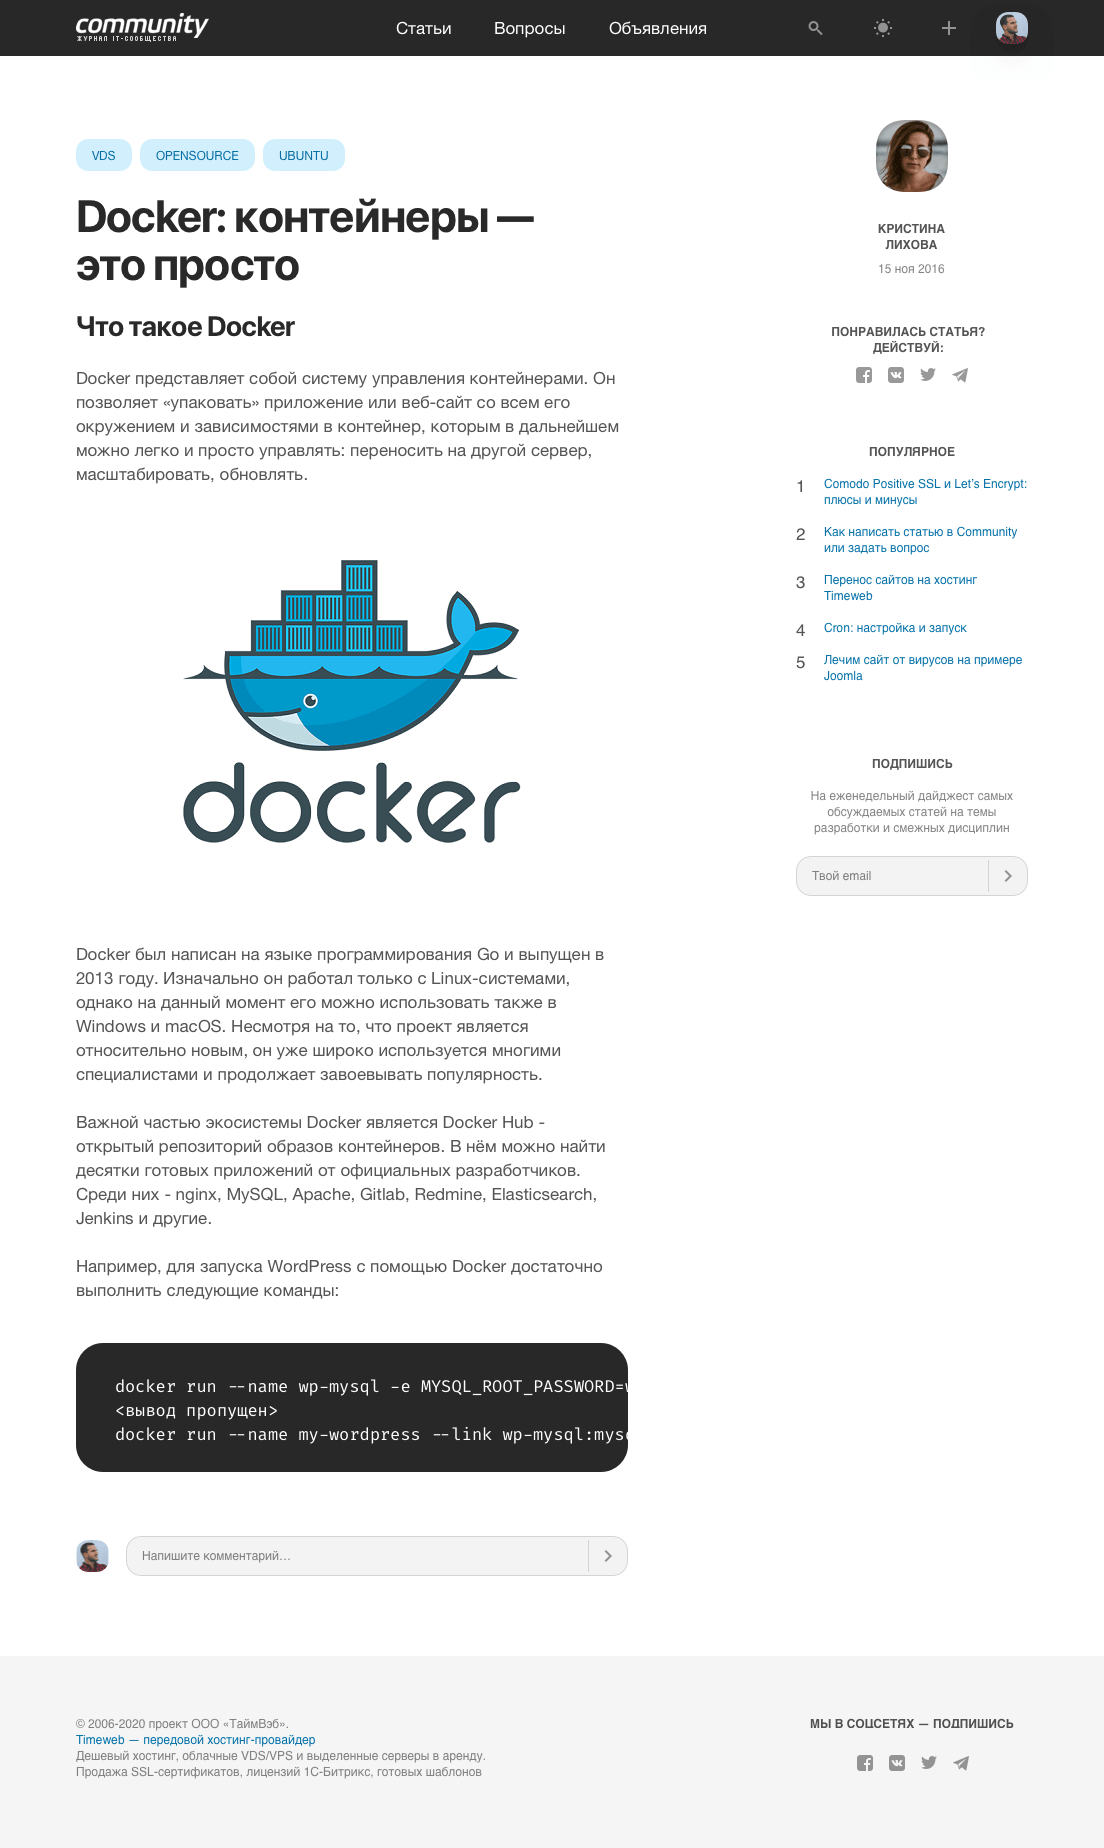 community
ЖУРНАЛ IT-СООБЩЕСТВА
Статьи
Вопросы
Объявления
VDS
OPENSOURCE
UBUNTU
Docker: контейнеры —
это просто
Что такое Docker
Docker представляет собой систему управления контейнерами. Он
позволяет «упаковать» приложение или веб-сайт со всем его
окружением и зависимостями в контейнер, которым в дальнейшем
можно легко и просто управлять: переносить на другой сервер,
масштабировать, обновлять.
docker
Docker был написан на языке программирования Go и выпущен в
2013 году. Изначально он работал только с Linux-системами,
однако на данный момент его можно использовать также в
Windows и macOS. Несмотря на то, что проект является
относительно новым, он уже широко используется многими
специалистами и продолжает завоевывать популярность.
Важной частью экосистемы Docker является Docker Hub -
открытый репозиторий образов контейнеров. В нём можно найти
десятки готовых приложений от официальных разработчиков.
Среди них - nginx, MySQL, Apache, Gitlab, Redmine, Elasticsearch,
Jenkins и другие.
Например, для запуска WordPress с помощью Docker достаточно
выполнить следующие команды:
docker run --name wp-mysql -e MYSQL_ROOT_PASSWORD=
<вывод пропущен>
docker run --name my-wordpress --link wp-mysql:mys
Напишите комментарий...
КРИСТИНА
ЛИХОВА
15 ноя 2016
ПОНРАВИЛАСЬ СТАТЬЯ?
ДЕЙСТВУЙ:
ПОПУЛЯРНОЕ
1 Comodo Positive SSL и Let's Encrypt:
плюсы и минусы
2 Как написать статью в Community
или задать вопрос
3 Перенос сайтов на хостинг
Timeweb
4 Cron: настройка и запуск
5 Лечим сайт от вирусов на примере
Joomla
ПОДПИШИСЬ
На еженедельный дайджест самых
обсуждаемых статей на темы
разработки и смежных дисциплин
Твой email
© 2006-2020 проект ООО «ТаймВэб».
Timeweb — передовой хостинг-провайдер
Дешевый хостинг, облачные VDS/VPS и выделенные серверы в аренду.
Продажа SSL-сертификатов, лицензий 1С-Битрикс, готовых шаблонов
МЫ В СОЦСЕТЯХ — ПОДПИШИСЬ